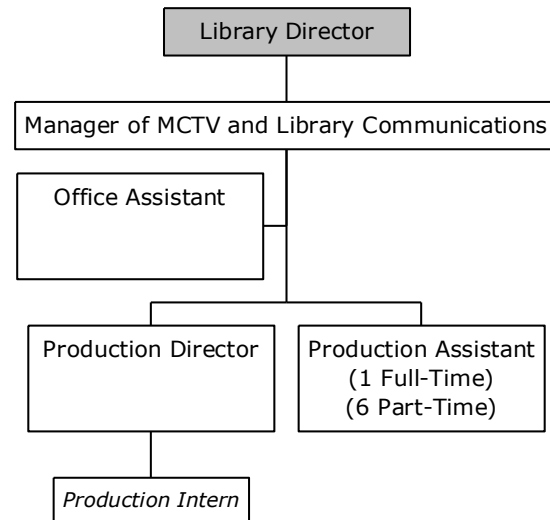 Library Director
Manager of MCTV and Library Communications
Office Assistant
Production Director
Production Assistant
(1 Full-Time)
(6 Part-Time)
Production Intern